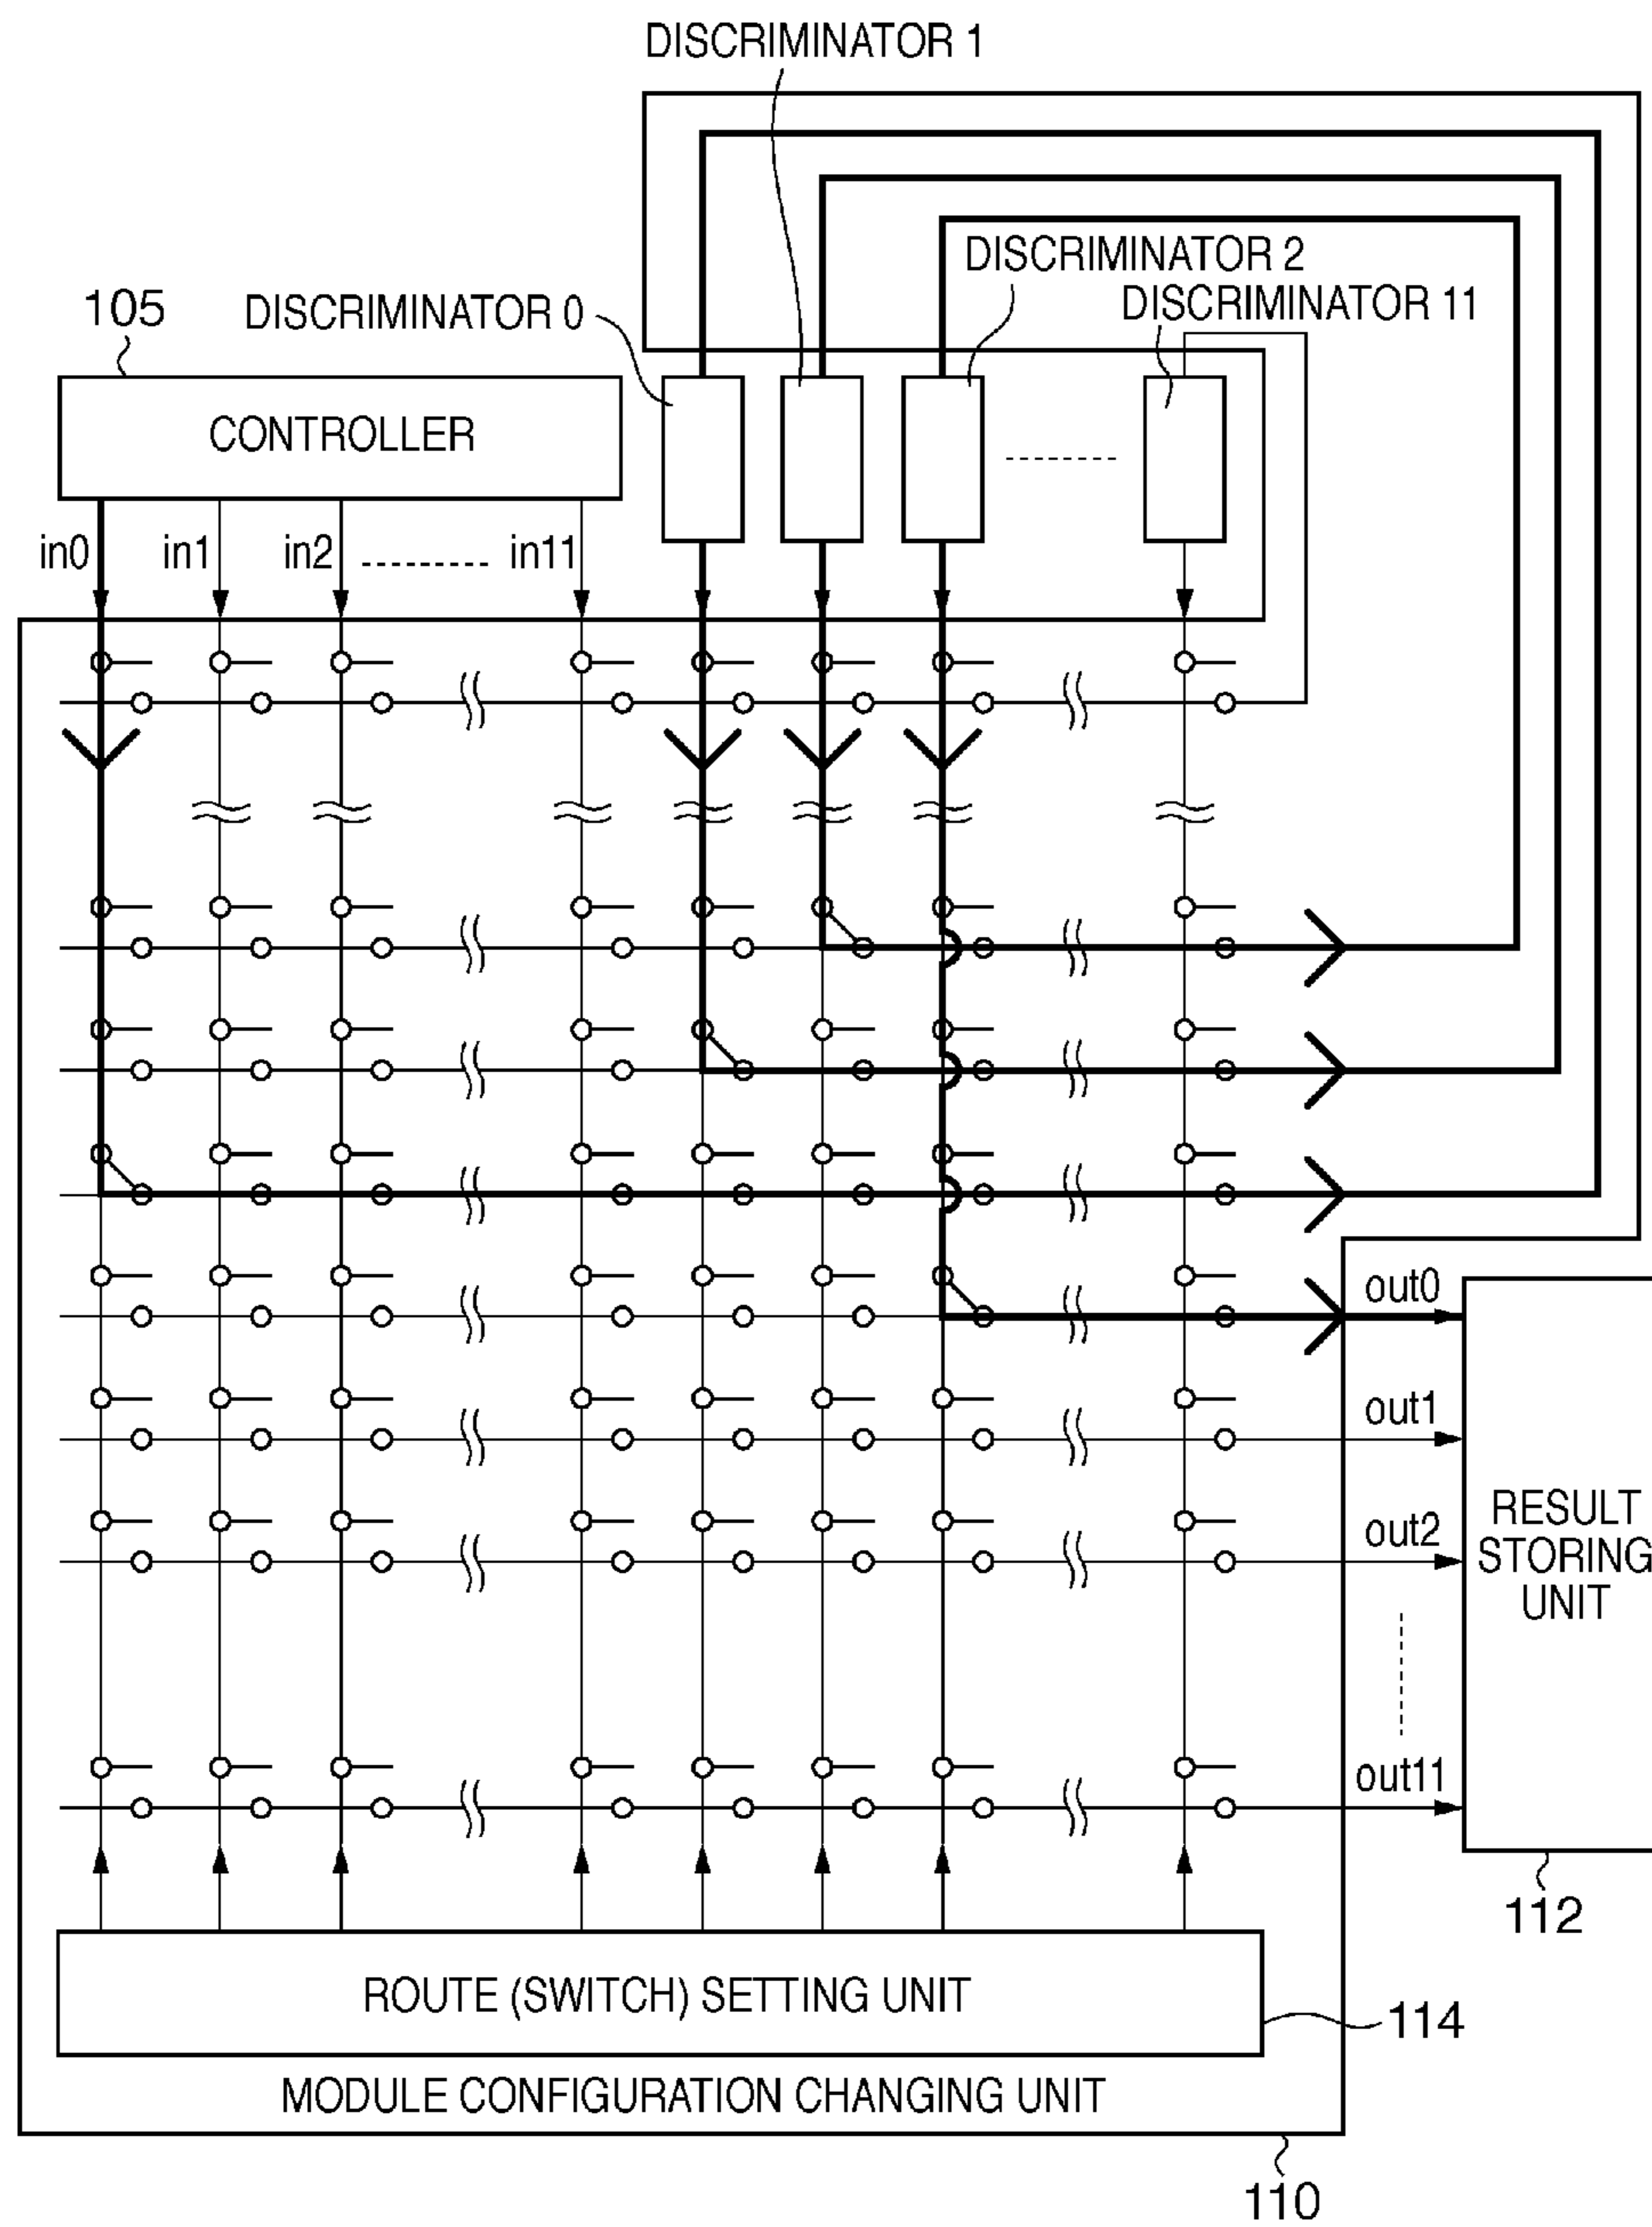 DISCRIMINATOR 1
DISCRIMINATOR 2
105
DISCRIMINATOR 0
DISCRIMINATOR 11
CONTROLLER
in0
in1
in2
in11
out0
out1
out2
RESULT
STORING
UNIT
out11
112
ROUTE (SWITCH) SETTING UNIT
114
MODULE CONFIGURATION CHANGING UNIT
110